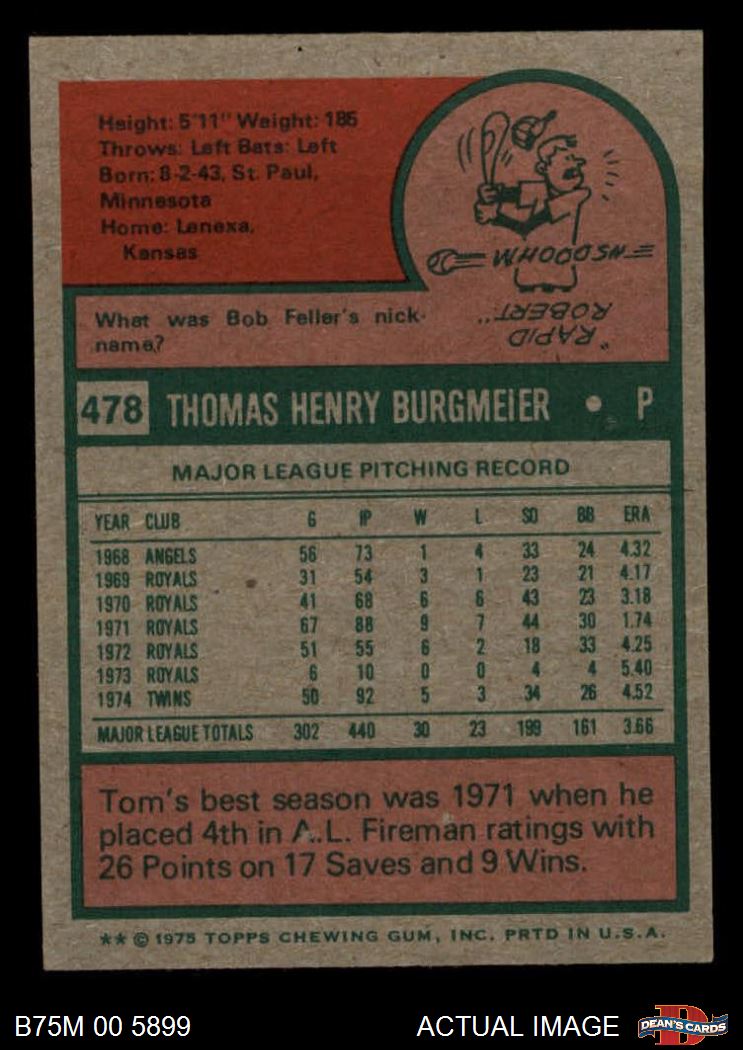 Height: 5'11" Weight: 185
Throws: Left Bats: Left
Born: 8-2-43, St. Paul,
Minnesota
Home: Lenexa,
Kansas
WHOOOSH
What was Bob Feller's nick-
name?
"RAPID
ROBERT"..
478 THOMAS HENRY BURGMEIER • P
MAJOR LEAGUE PITCHING RECORD
YEAR CLUB G IP W L SO BB ERA
1968 ANGELS 56 73 1 4 33 24 4.32
1969 ROYALS 31 54 3 1 23 21 4.17
1970 ROYALS 41 68 6 6 43 23 3.18
1971 ROYALS 67 88 9 7 44 30 1.74
1972 ROYALS 51 55 6 2 18 33 4.25
1973 ROYALS 6 10 0 0 4 4 5.40
1974 TWINS 50 92 5 3 34 26 4.52
MAJOR LEAGUE TOTALS 302 440 30 23 199 161 3.66
Tom's best season was 1971 when he
placed 4th in A.L. Fireman ratings with
26 Points on 17 Saves and 9 Wins.
** © 1975 TOPPS CHEWING GUM, INC. PRTD IN U.S.A.
B75M 00 5899 ACTUAL IMAGE D DEAN'S CARDS